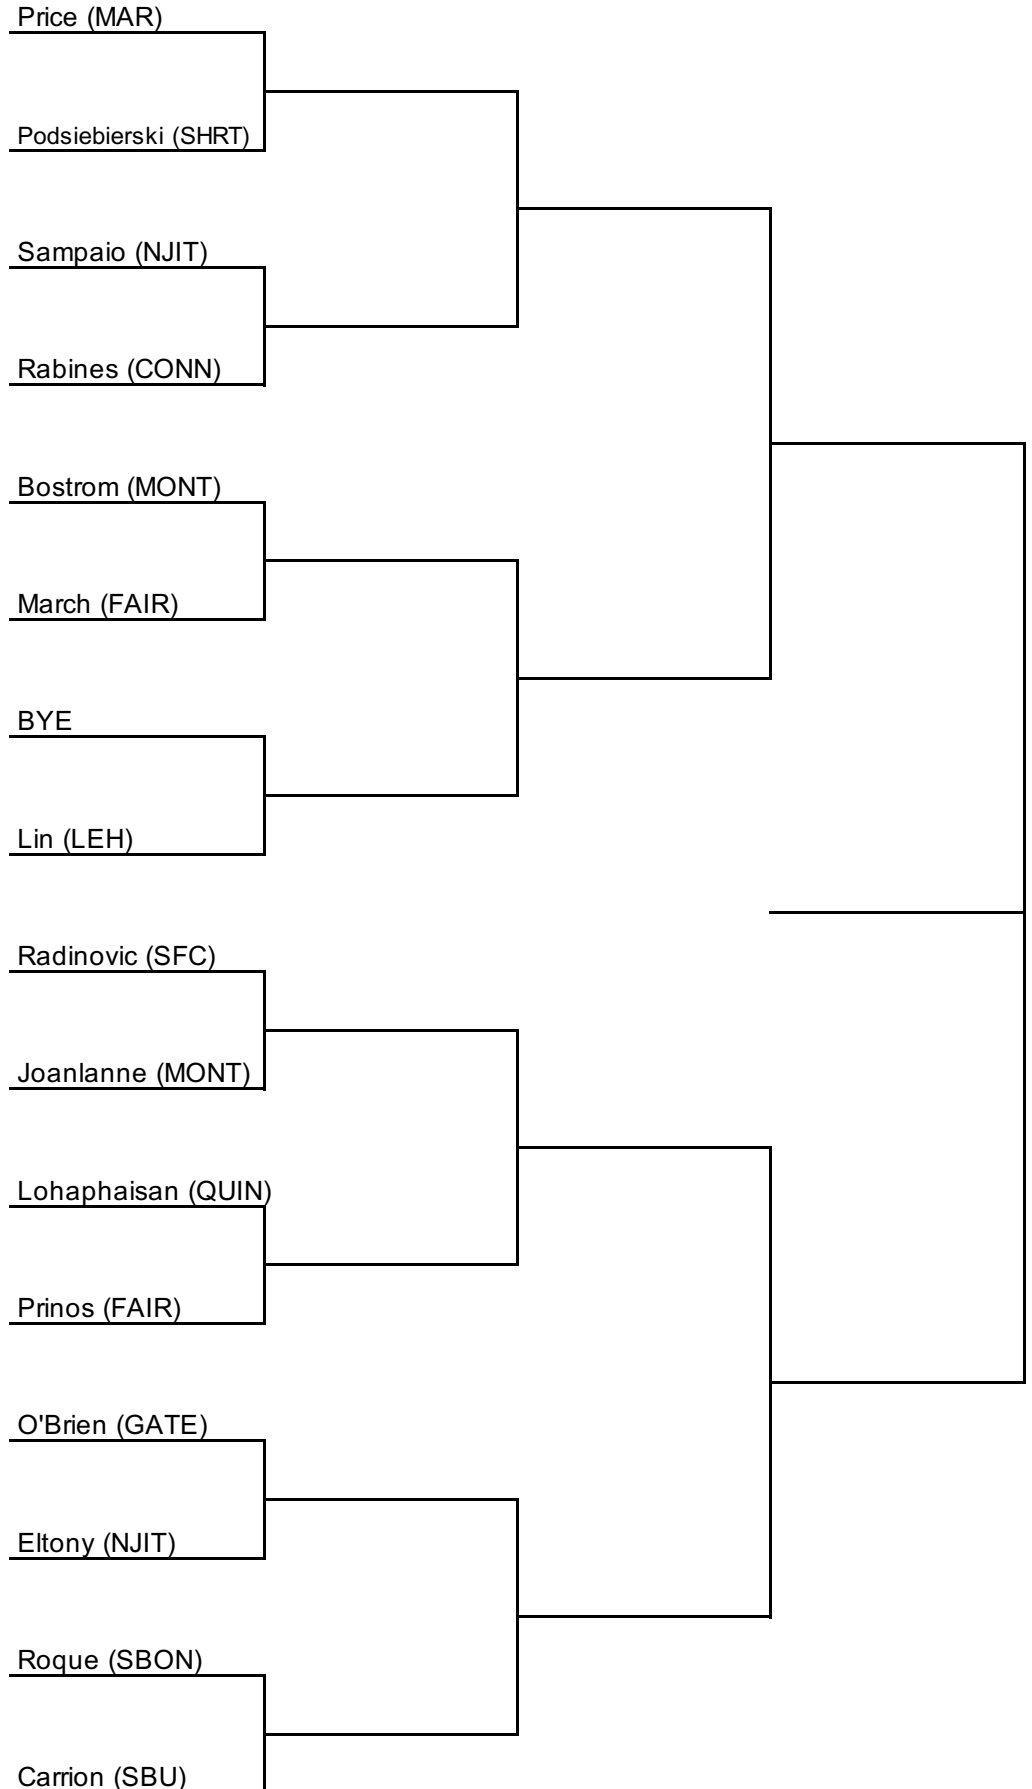 Price (MAR)
Podsiebierski (SHRT)
Sampaio (NJIT)
Rabines (CONN)
Bostrom (MONT)
March (FAIR)
BYE
Lin (LEH)
Radinovic (SFC)
Joanlanne (MONT)
Lohaphaisan (QUIN)
Prinos (FAIR)
O'Brien (GATE)
Eltony (NJIT)
Roque (SBON)
Carrion (SBU)